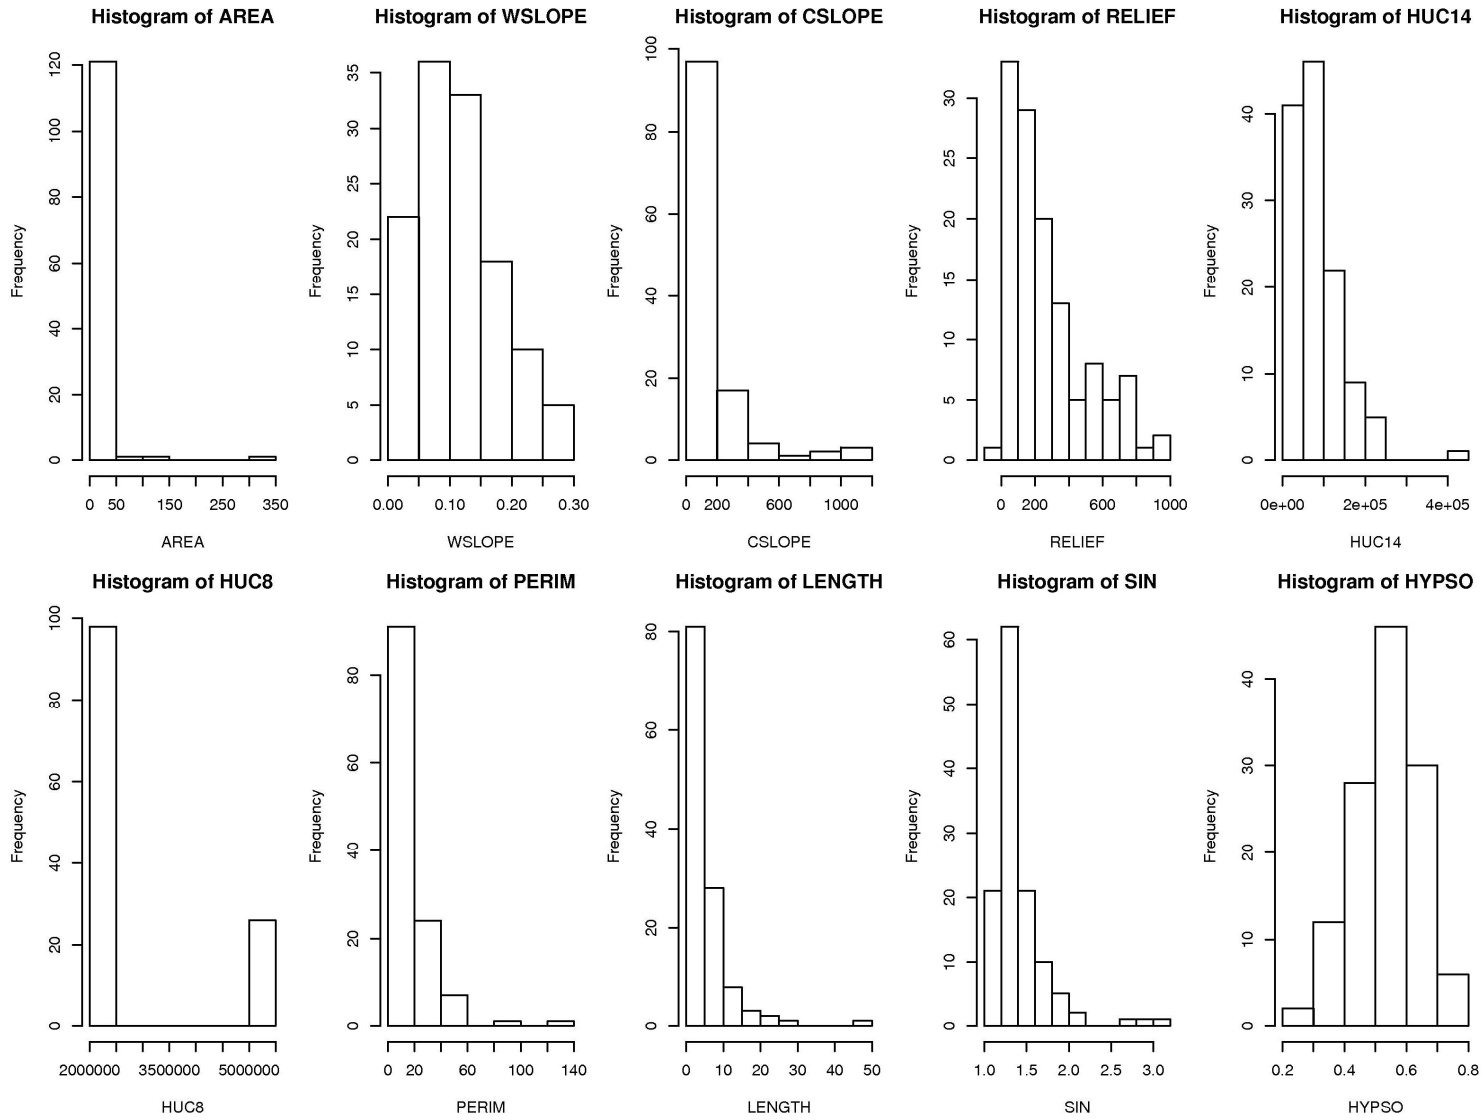 Histogram of AREA
Frequency
0 20 40 60 80 100 120
0 50 150 250 350
AREA
Histogram of WSLOPE
Frequency
0 5 10 15 20 25 30 35
0.00 0.10 0.20 0.30
WSLOPE
Histogram of CSLOPE
Frequency
0 20 40 60 80 100
0 200 600 1000
CSLOPE
Histogram of RELIEF
Frequency
0 5 10 15 20 25 30
0 200 600 1000
RELIEF
Histogram of HUC14
Frequency
0 10 20 30 40
0e+00 2e+05 4e+05
HUC14
Histogram of HUC8
Frequency
0 20 40 60 80 100
2000000 3500000 5000000
HUC8
Histogram of PERIM
Frequency
0 20 40 60 80
0 20 60 100 140
PERIM
Histogram of LENGTH
Frequency
0 20 40 60 80
0 10 20 30 40 50
LENGTH
Histogram of SIN
Frequency
0 10 20 30 40 50 60
1.0 1.5 2.0 2.5 3.0
SIN
Histogram of HYPSO
Frequency
0 10 20 30 40
0.2 0.4 0.6 0.8
HYPSO